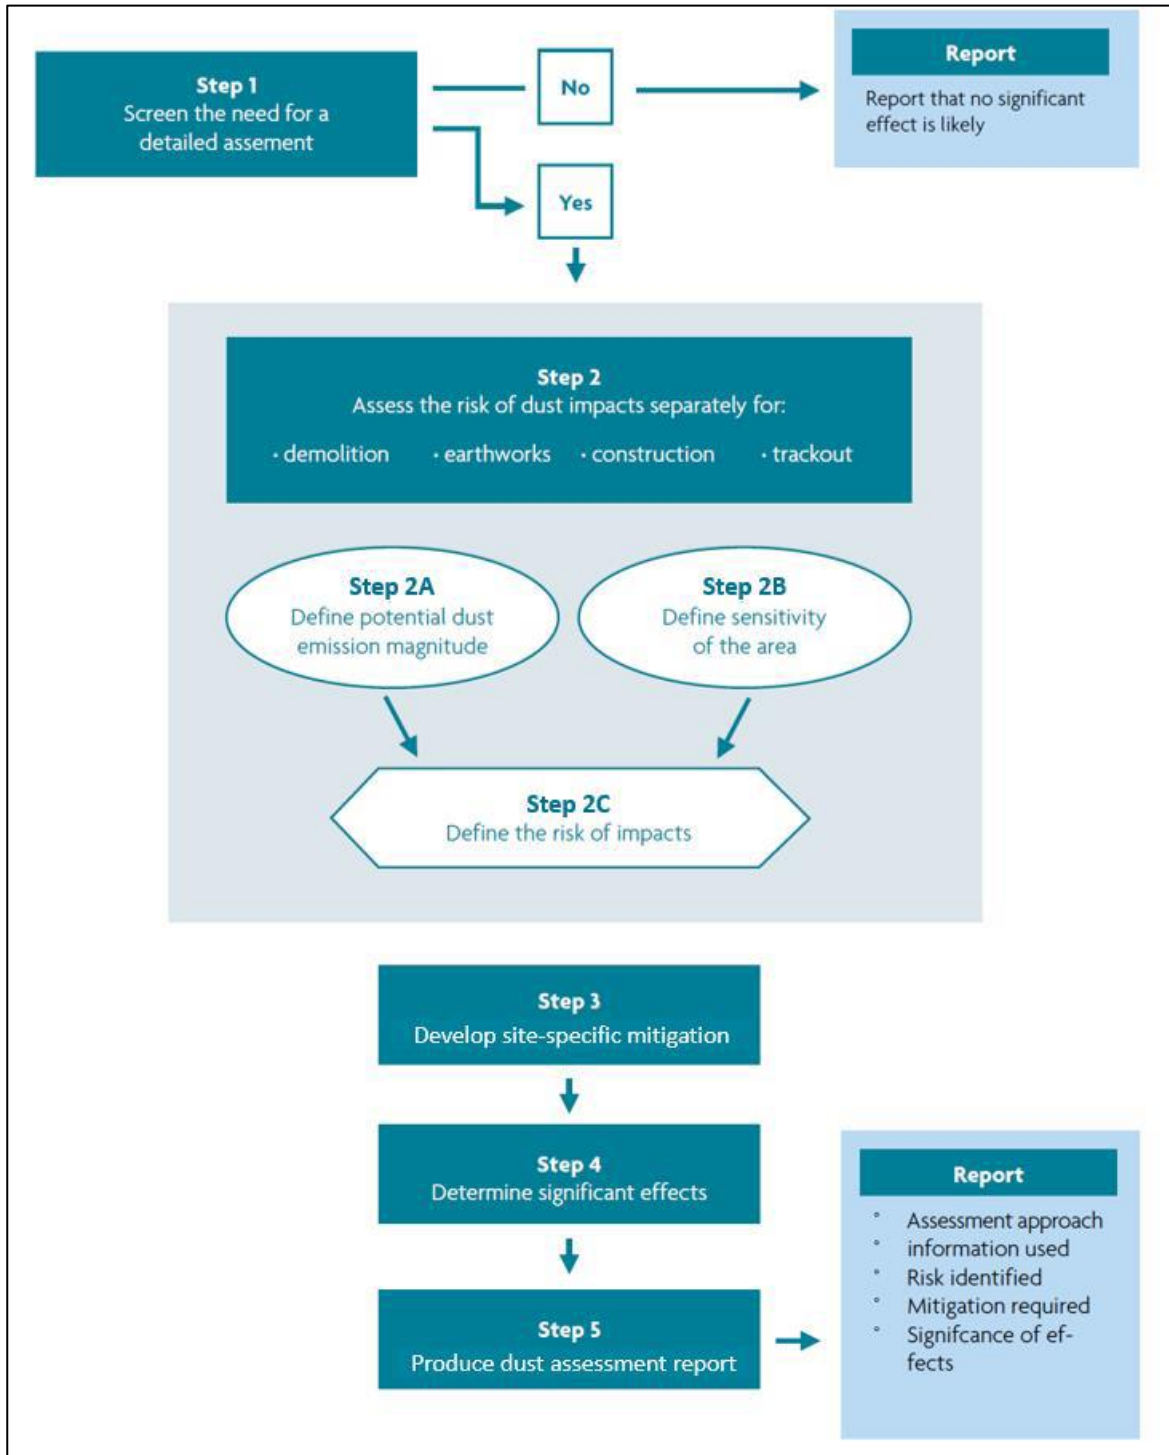 Step 1
Screen the need for a
detailed assement
No
Yes
Report
Report that no significant
effect is likely
Step 2
Assess the risk of dust impacts separately for:
· demolition · earthworks · construction · trackout
Step 2A
Define potential dust
emission magnitude
Step 2B
Define sensitivity
of the area
Step 2C
Define the risk of impacts
Step 3
Develop site-specific mitigation
Step 4
Determine significant effects
Step 5
Produce dust assessment report
Report
° Assessment approach
° information used
° Risk identified
° Mitigation required
° Signifcance of ef-
fects